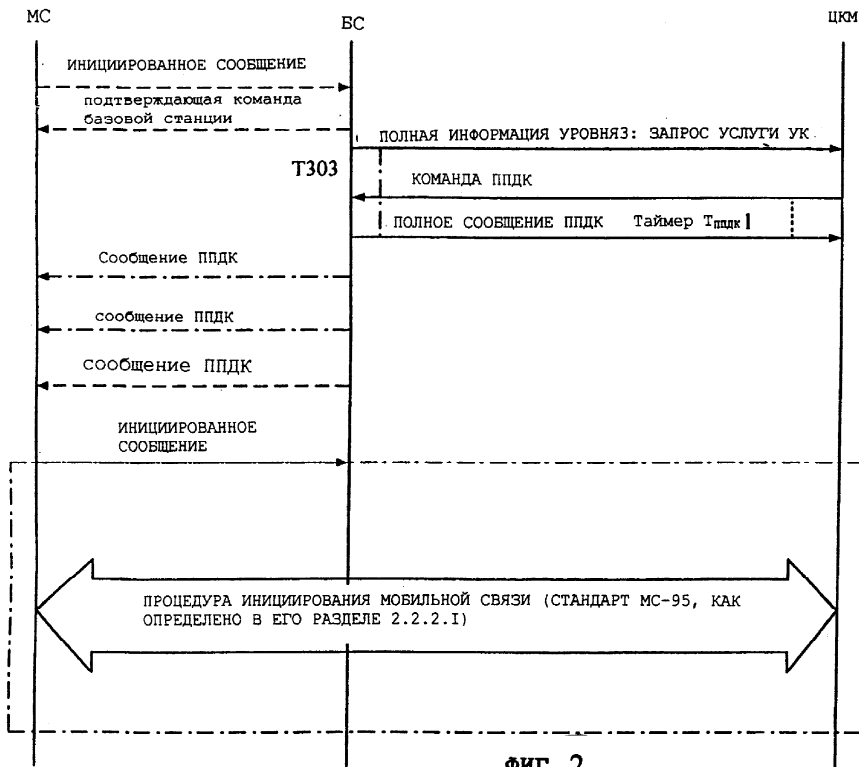 МС
БС
ЦКМ
ИНИЦИИРОВАННОЕ СООБЩЕНИЕ
подтверждающая команда
базовой станции
ПОЛНАЯ ИНФОРМАЦИЯ УРОВНЯ3: ЗАПРОС УСЛУГИ УК
Т303
КОМАНДА ППДК
ПОЛНОЕ СООБЩЕНИЕ ППДК Таймер Tппдк1
Сообщение ППДК
сообщение ППДК
сообщение ППДК
ИНИЦИИРОВАННОЕ
СООБЩЕНИЕ
ПРОЦЕДУРА ИНИЦИИРОВАНИЯ МОБИЛЬНОЙ СВЯЗИ (СТАНДАРТ МС-95, КАК
ОПРЕДЕЛЕНО В ЕГО РАЗДЕЛЕ 2.2.2.I)
ФИГ. 2